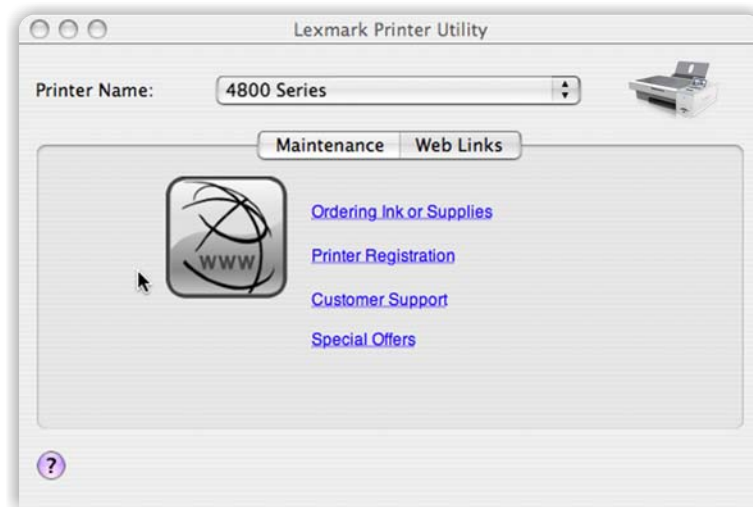 Lexmark Printer Utility
Printer Name: 4800 Series
Maintenance Web Links
www
Ordering Ink or Supplies
Printer Registration
Customer Support
Special Offers
?